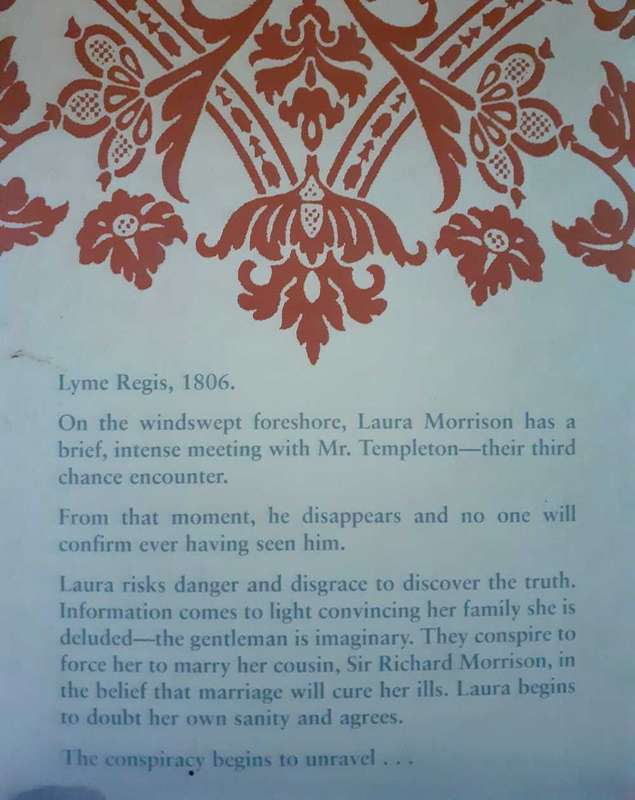 Lyme Regis, 1806.
On the windswept foreshore, Laura Morrison has a
brief, intense meeting with Mr. Templeton—their third
chance encounter.
From that moment, he disappears and no one will
confirm ever having seen him.
Laura risks danger and disgrace to discover the truth.
Information comes to light convincing her family she is
deluded—the gentleman is imaginary. They conspire to
force her to marry her cousin, Sir Richard Morrison, in
the belief that marriage will cure her ills. Laura begins
to doubt her own sanity and agrees.
The conspiracy begins to unravel . . .